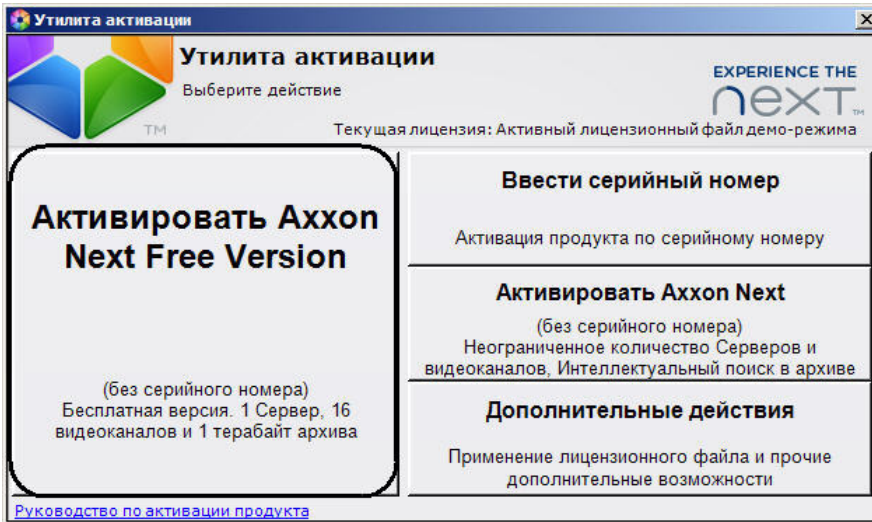 Утилита активации
Утилита активации
Выберите действие
EXPERIENCE THE
next™
TM
Текущая лицензия: Активный лицензионный файл демо-режима
Активировать Axxon
Next Free Version
(без серийного номера)
Бесплатная версия. 1 Сервер, 16
видеоканалов и 1 терабайт архива
Ввести серийный номер
Активация продукта по серийному номеру
Активировать Axxon Next
(без серийного номера)
Неограниченное количество Серверов и
видеоканалов, Интеллектуальный поиск в архиве
Дополнительные действия
Применение лицензионного файла и прочие
дополнительные возможности
Руководство по активации продукта